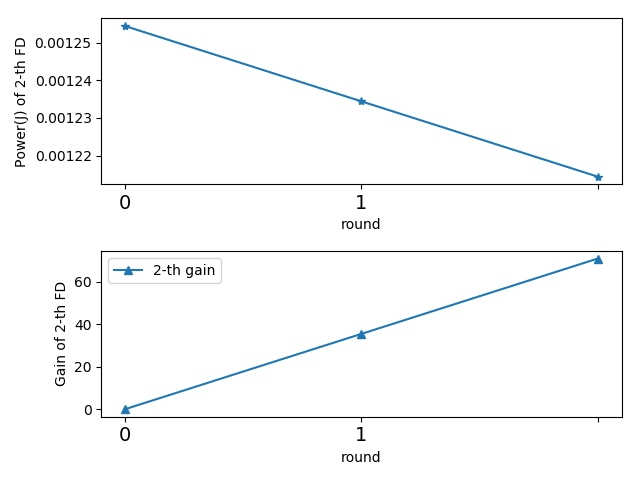 Power(J) of 2-th FD
0.00125
0.00124
0.00123
0.00122
0 1
round
Gain of 2-th FD
2-th gain
60
40
20
0
0 1
round